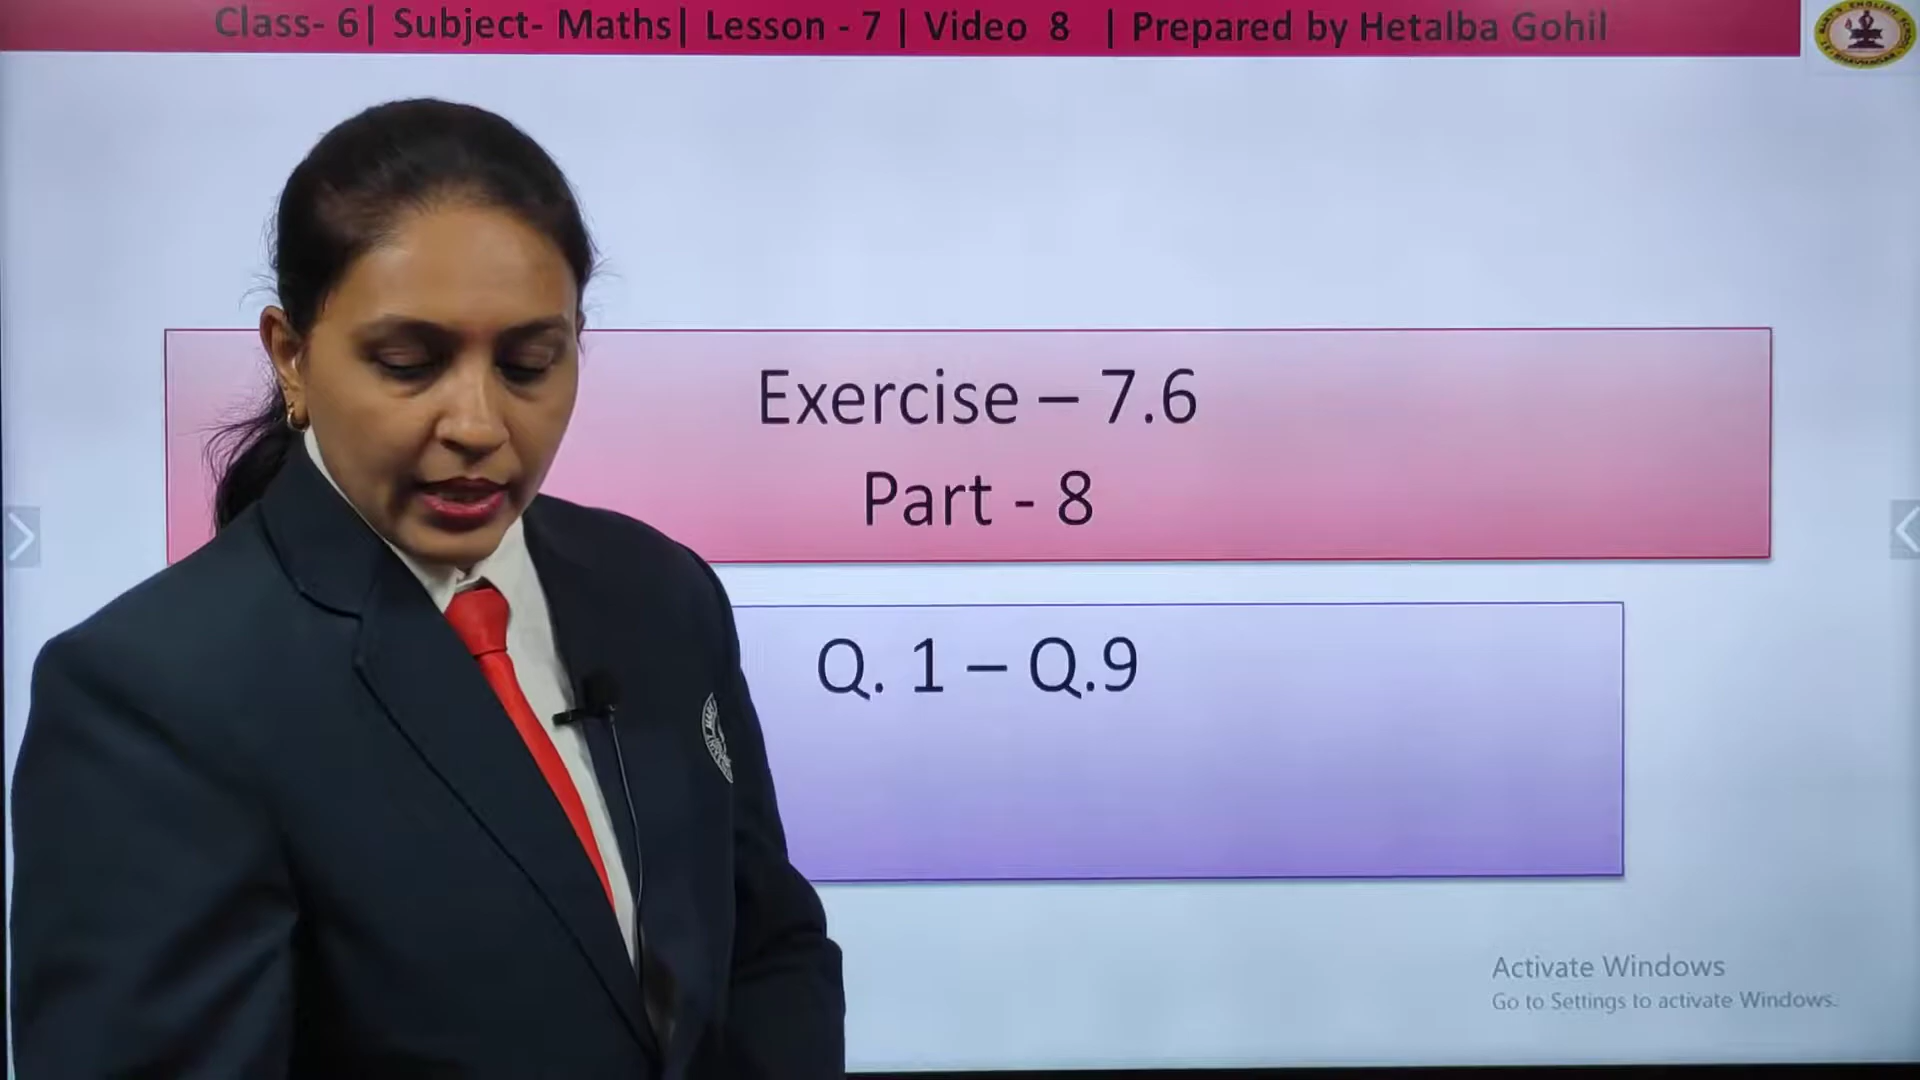 Class- 6| Subject- Maths| Lesson - 7 | Video 8 | Prepared by Hetalba Gohil
Exercise – 7.6
Part - 8
Q. 1 – Q.9
Activate Windows
Go to Settings to activate Windows.